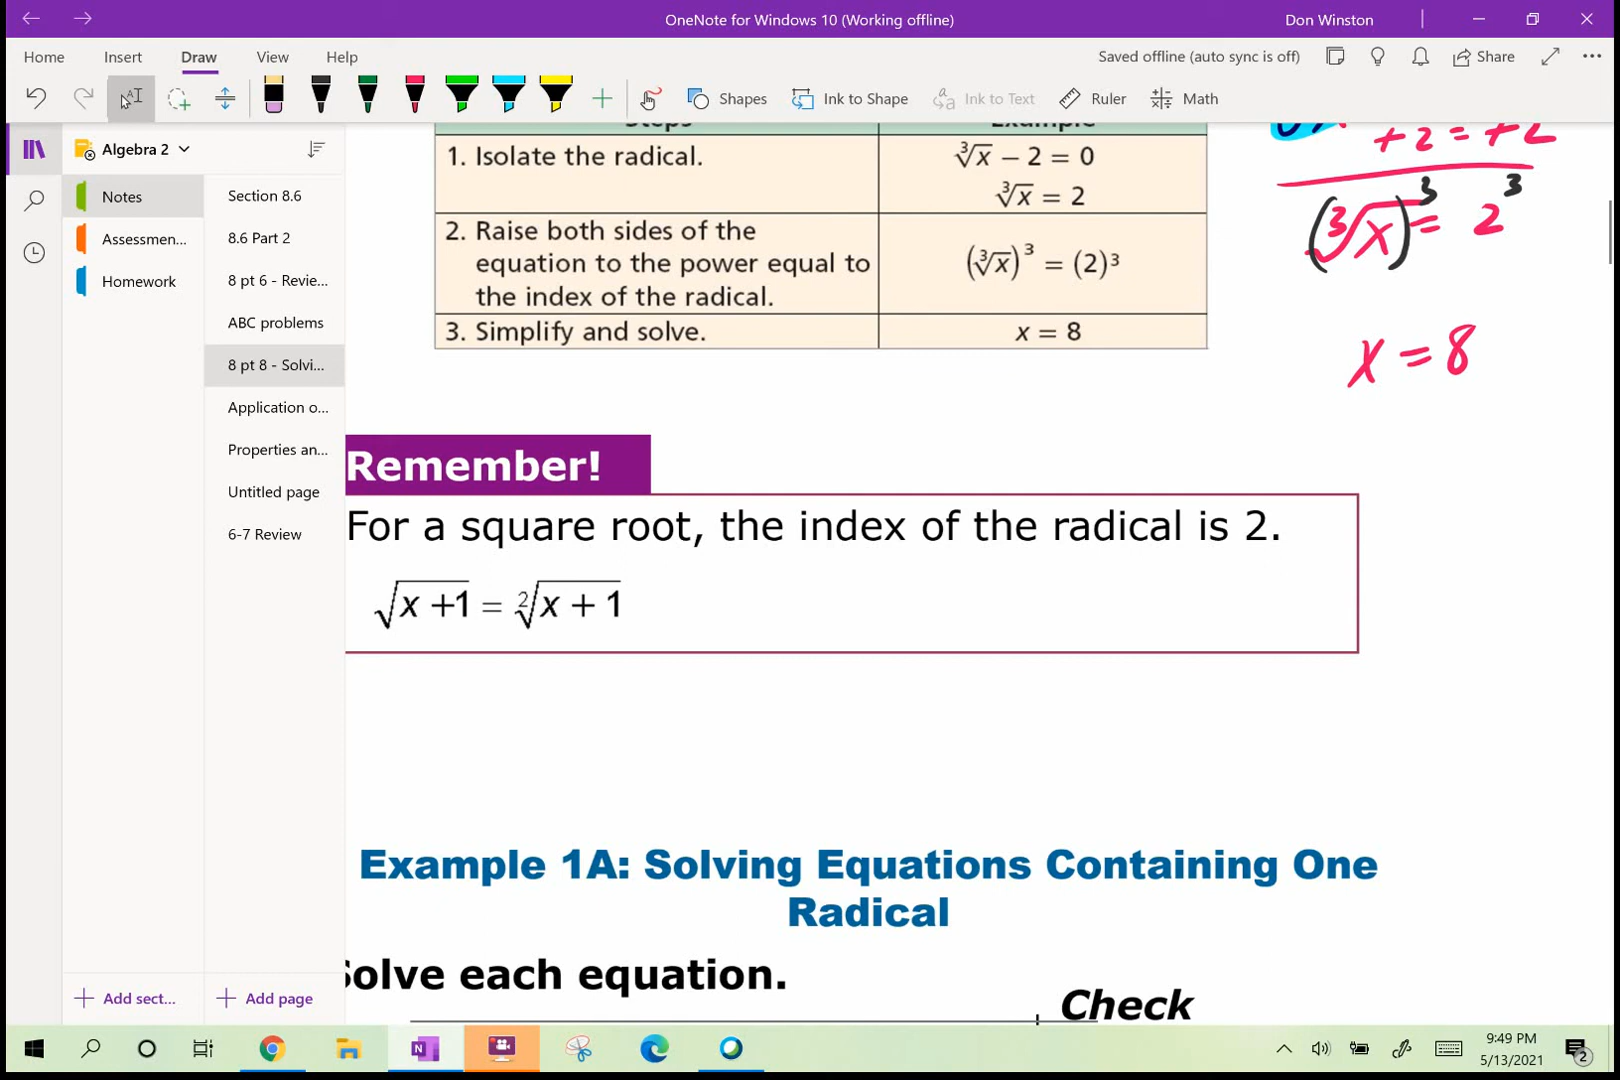 OneNote for Windows 10 (Working offline)
Don Winston
Home
Insert
Draw
View
Help
Saved offline (auto sync is off)
Share
Shapes
Ink to Shape
Ink to Text
Ruler
Math
Algebra 2
Notes
Assessmen...
Homework
Section 8.6
8.6 Part 2
8 pt 6 - Revie...
ABC problems
8 pt 8 - Solvi...
Application o...
Properties an...
Untitled page
6-7 Review
Add sect...
Add page
Steps
Example
1. Isolate the radical.
∛x − 2 = 0
∛x = 2
2. Raise both sides of the
equation to the power equal to
the index of the radical.
(∛x)³ = (2)³
3. Simplify and solve.
x = 8
+2 = +2
(∛x)³ = 2³
x = 8
Remember!
For a square root, the index of the radical is 2.
√x +1 = ²√x + 1
Example 1A: Solving Equations Containing One
Radical
Solve each equation.
Check
9:49 PM
5/13/2021
2